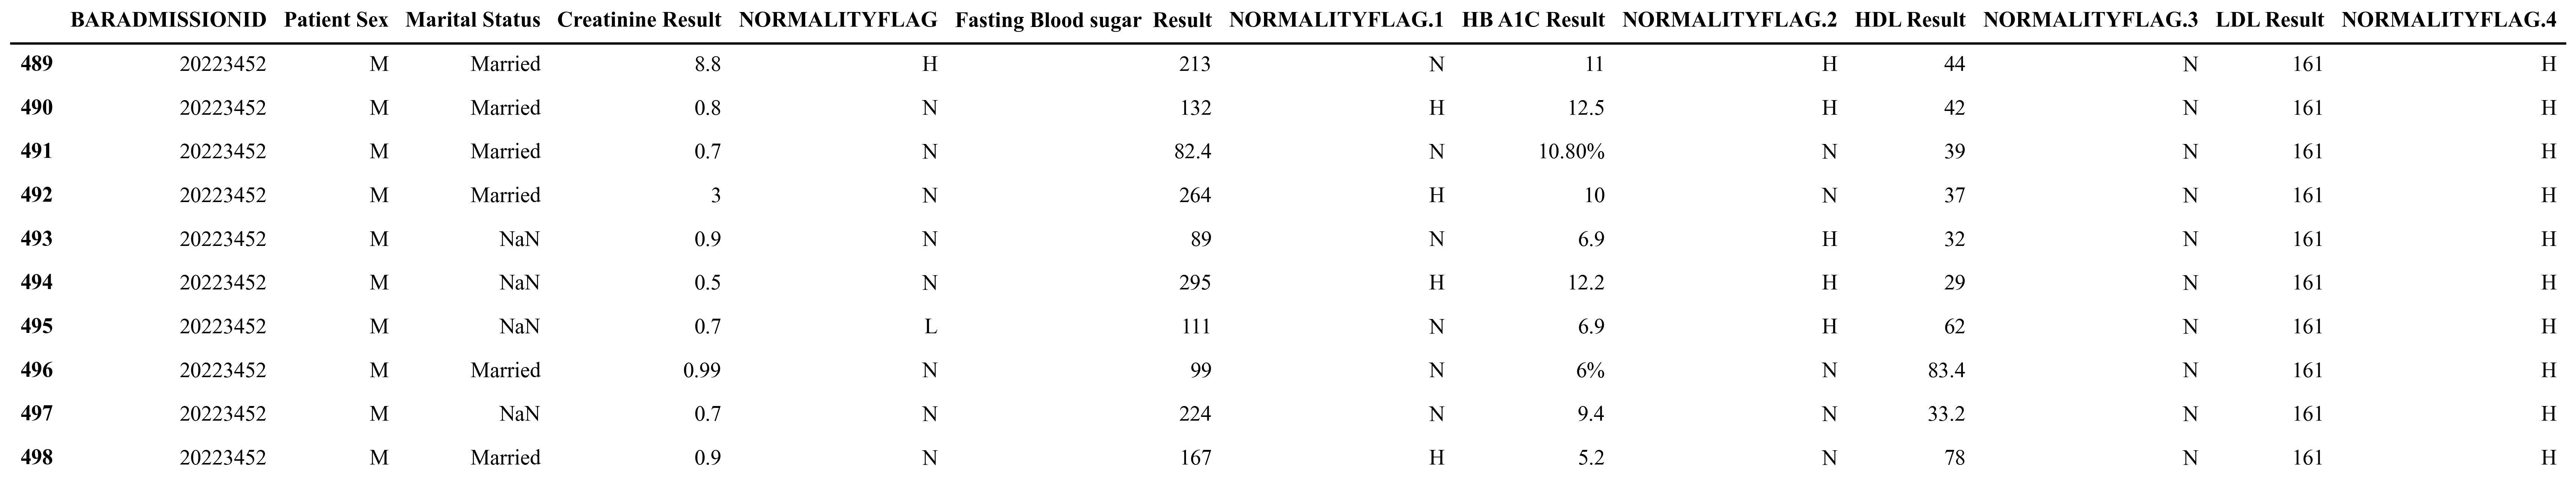 BARADMISSIONID Patient Sex Marital Status Creatinine Result NORMALITYFLAG Fasting Blood sugar Result NORMALITYFLAG.1 HB A1C Result NORMALITYFLAG.2 HDL Result NORMALITYFLAG.3 LDL Result NORMALITYFLAG.4
489 20223452 M Married 8.8 H 213 N 11 H 44 N 161 H
490 20223452 M Married 0.8 N 132 H 12.5 H 42 N 161 H
491 20223452 M Married 0.7 N 82.4 N 10.80% N 39 N 161 H
492 20223452 M Married 3 N 264 H 10 N 37 N 161 H
493 20223452 M NaN 0.9 N 89 N 6.9 H 32 N 161 H
494 20223452 M NaN 0.5 N 295 H 12.2 H 29 N 161 H
495 20223452 M NaN 0.7 L 111 N 6.9 H 62 N 161 H
496 20223452 M Married 0.99 N 99 N 6% N 83.4 N 161 H
497 20223452 M NaN 0.7 N 224 N 9.4 N 33.2 N 161 H
498 20223452 M Married 0.9 N 167 H 5.2 N 78 N 161 H